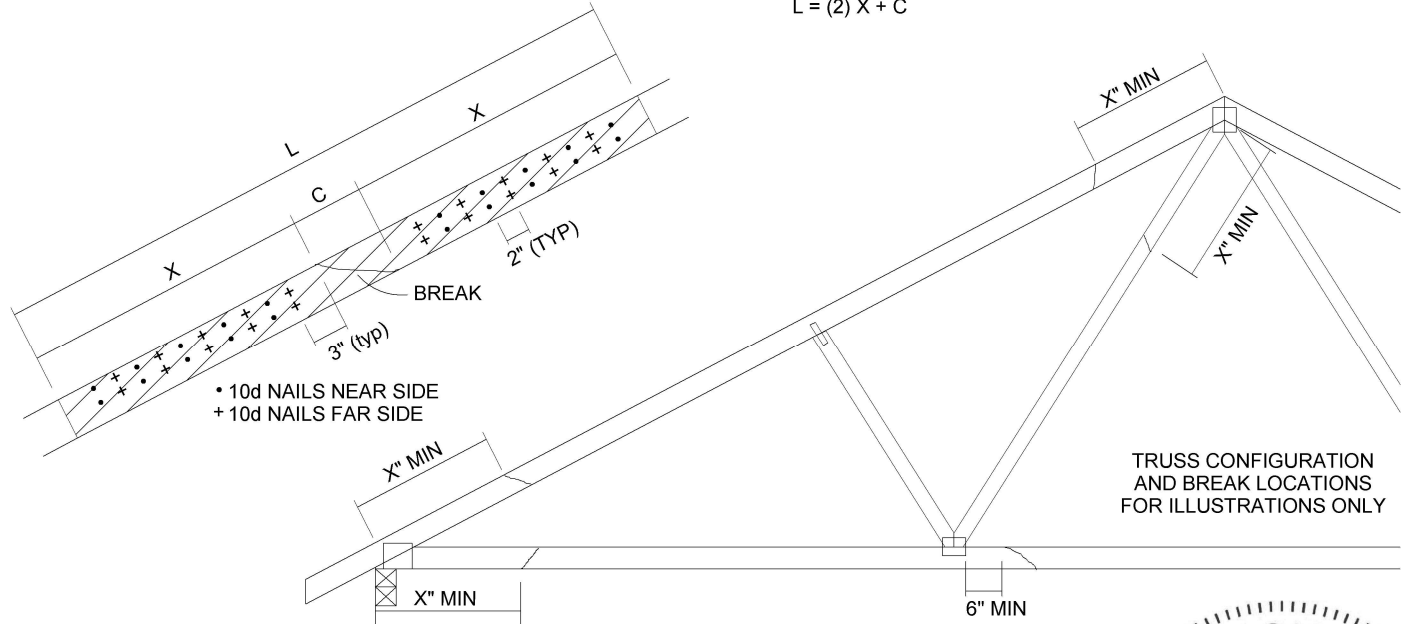 L = (2) X + C
L
X
C
X
2" (TYP)
BREAK
3" (typ)
• 10d NAILS NEAR SIDE
+ 10d NAILS FAR SIDE
X" MIN
X" MIN
X" MIN
TRUSS CONFIGURATION
AND BREAK LOCATIONS
FOR ILLUSTRATIONS ONLY
X" MIN
6" MIN